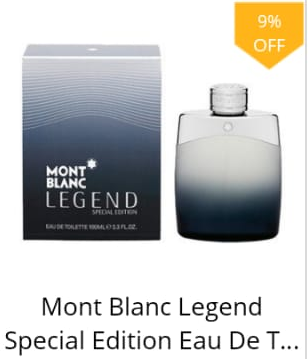 9%
OFF
MONT
BLANC
LEGEND
SPECIAL EDITION
EAU DE TOILETTE 100ML℮3.3 FL.OZ.
Mont Blanc Legend
Special Edition Eau De T...